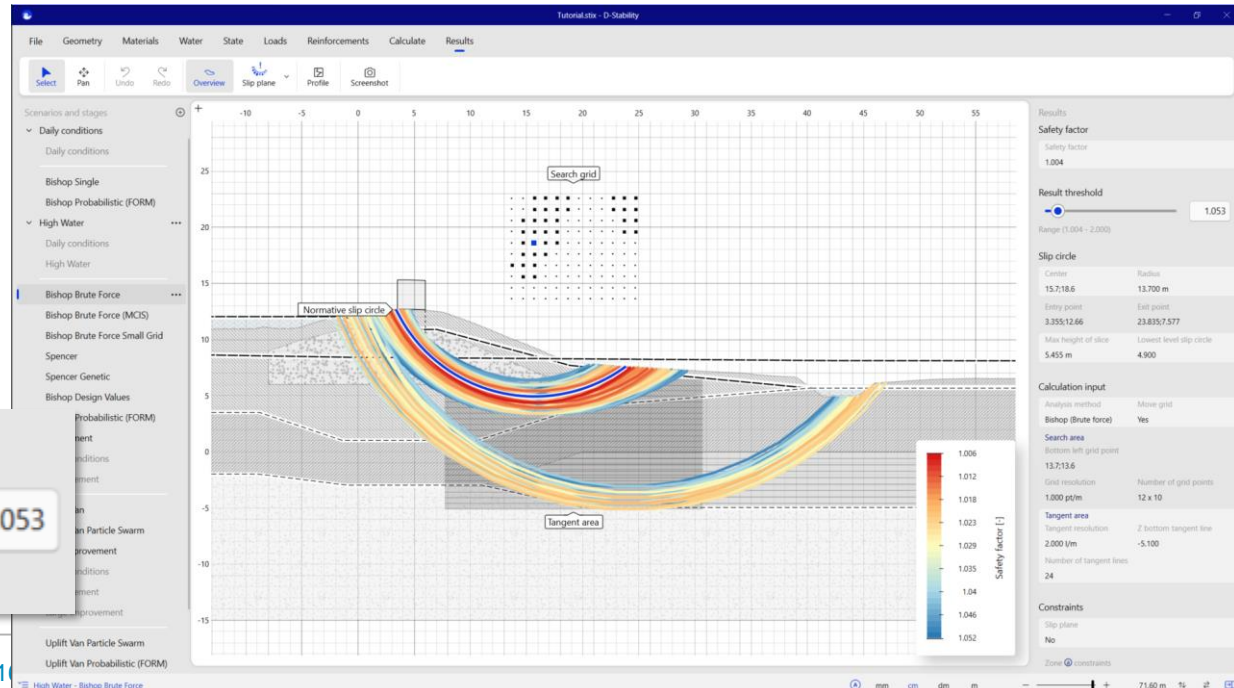 Tutorial.stix - D-Stability
File Geometry Materials Water State Loads Reinforcements Calculate Results
Select Pan Undo Redo Overview Slip plane Profile Screenshot
Scenarios and stages
Daily conditions
Daily conditions
Bishop Single
Bishop Probabilistic (FORM)
High Water
Daily conditions
High Water
Bishop Brute Force
Bishop Brute Force (MCIS)
Bishop Brute Force Small Grid
Spencer
Spencer Genetic
Bishop Design Values
Probabilistic (FORM)
053
Uplift Van Particle Swarm
Uplift Van Probabilistic (FORM)
High Water - Bishop Brute Force
-10 -5 0 5 10 15 20 25 30 35 40 45 50 55
25
20
15
10
5
0
-5
-10
-15
Search grid
Normative slip circle
Tangent area
1.006
1.012
1.018
1.023
1.029
1.035
1.04
1.046
1.052
Safety factor [-]
Results
Safety factor
Safety factor
1.004
Result threshold
1.053
Range (1.004 - 2.000)
Slip circle
Center Radius
15.7;18.6 13.700 m
Entry point Exit point
3.355;12.66 23.835;7.577
Max height of slice Lowest level slip circle
5.455 m 4.900
Calculation input
Analysis method Move grid
Bishop (Brute force) Yes
Search area
Bottom left grid point
13.7;13.6
Grid resolution Number of grid points
1.000 pt/m 12 x 10
Tangent area
Tangent resolution Z bottom tangent line
2.000 l/m -5.100
Number of tangent lines
24
Constraints
Slip plane
No
Zone constraints
mm cm dm m 71.60 m